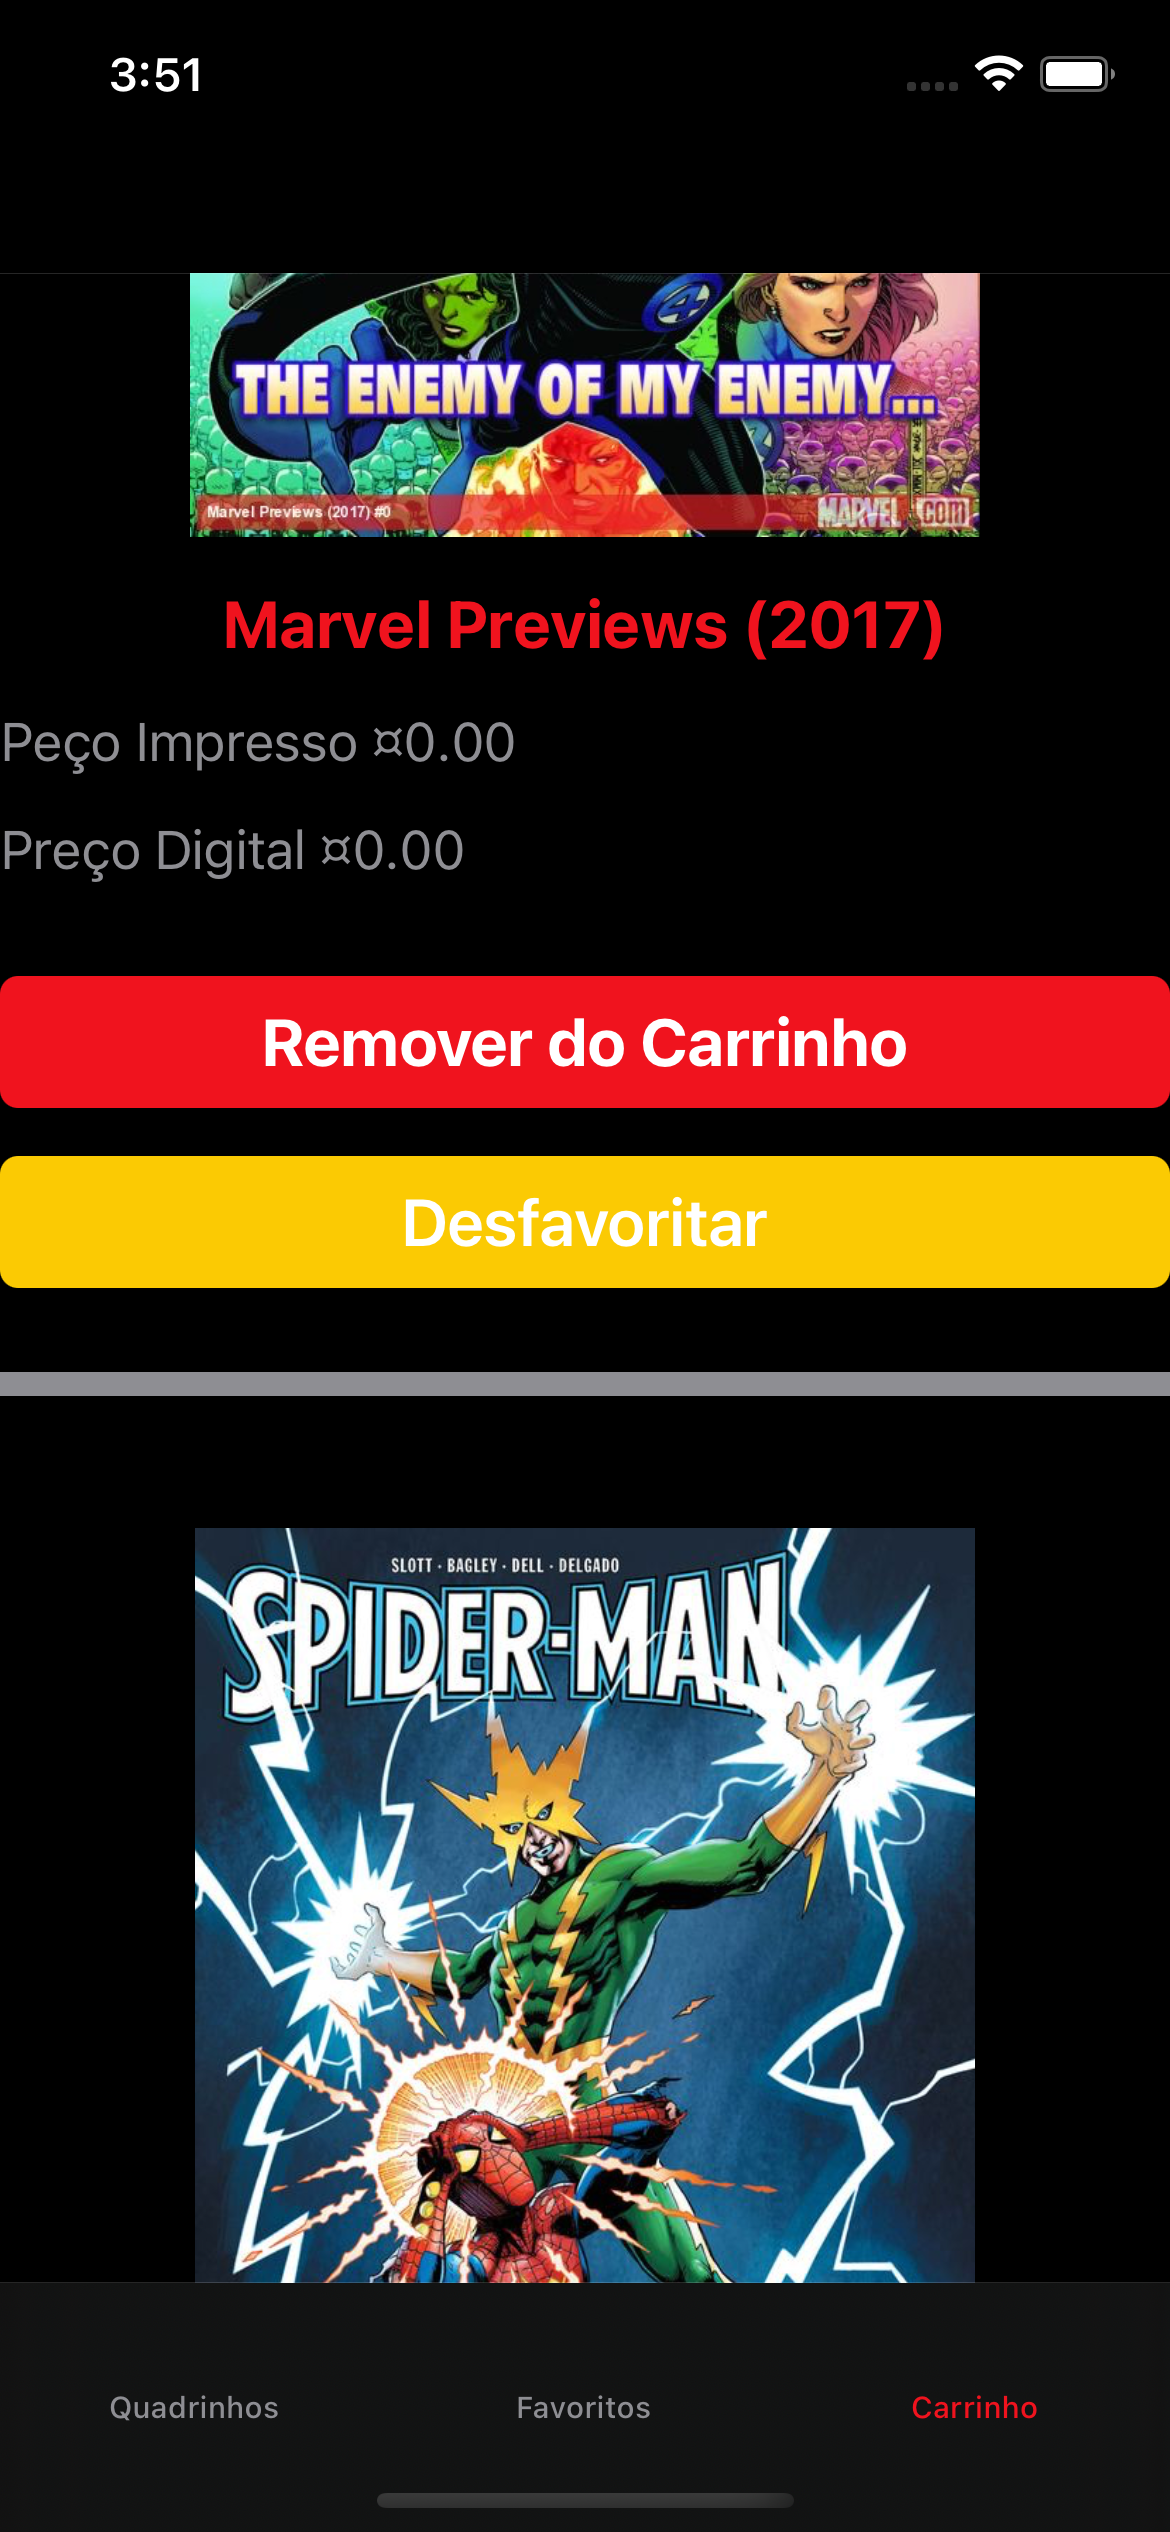 3:51
THE ENEMY OF MY ENEMY...
Marvel Previews (2017) #0
MARVEL .COM
Marvel Previews (2017)
Peço Impresso ¤0.00
Preço Digital ¤0.00
Remover do Carrinho
Desfavoritar
SLOTT · BAGLEY · DELL · DELGADO
SPIDER-MAN
Quadrinhos
Favoritos
Carrinho